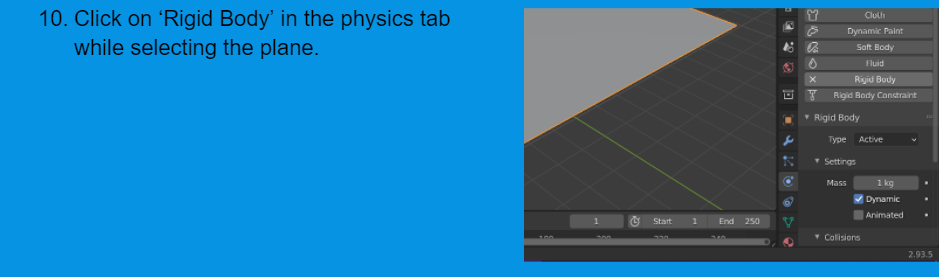 10. Click on ‘Rigid Body’ in the physics tab
while selecting the plane.
Cloth
Dynamic Paint
Soft Body
Fluid
Rigid Body
Rigid Body Constraint
Rigid Body
Type Active
Settings
Mass 1 kg
Dynamic
Animated
Collisions
1 Start 1 End 250
2.93.5